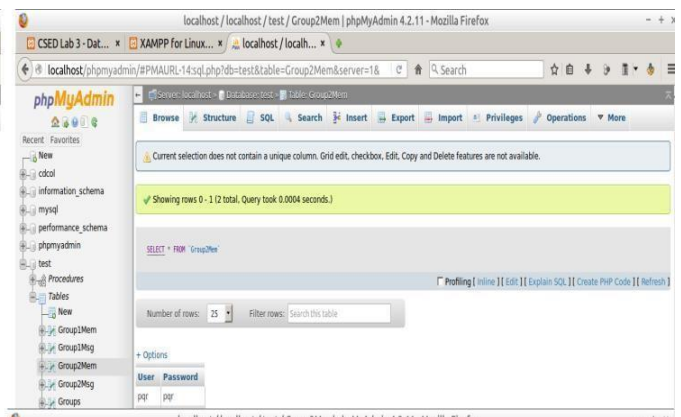 localhost / localhost / test / Group2Mem | phpMyAdmin 4.2.11 - Mozilla Firefox
CSED Lab 3 - Dat... × XAMPP for Linux... × localhost / localh... ×
localhost/phpmyadmin/#PMAURL-14:sql.php?db=test&table=Group2Mem&server=1& Search
phpMyAdmin
Recent Favorites
New
cdcol
information_schema
mysql
performance_schema
phpmyadmin
test
Procedures
Tables
New
Group1Mem
Group1Msg
Group2Mem
Group2Msg
Groups
Server: localhost » Database: test » Table: Group2Mem
Browse Structure SQL Search Insert Export Import Privileges Operations More
Current selection does not contain a unique column. Grid edit, checkbox, Edit, Copy and Delete features are not available.
Showing rows 0 - 1 (2 total, Query took 0.0004 seconds.)
SELECT * FROM `Group2Mem`
Profiling [ Inline ] [ Edit ] [ Explain SQL ] [ Create PHP Code ] [ Refresh ]
Number of rows: 25 Filter rows: Search this table
+ Options
User Password
pqr pqr